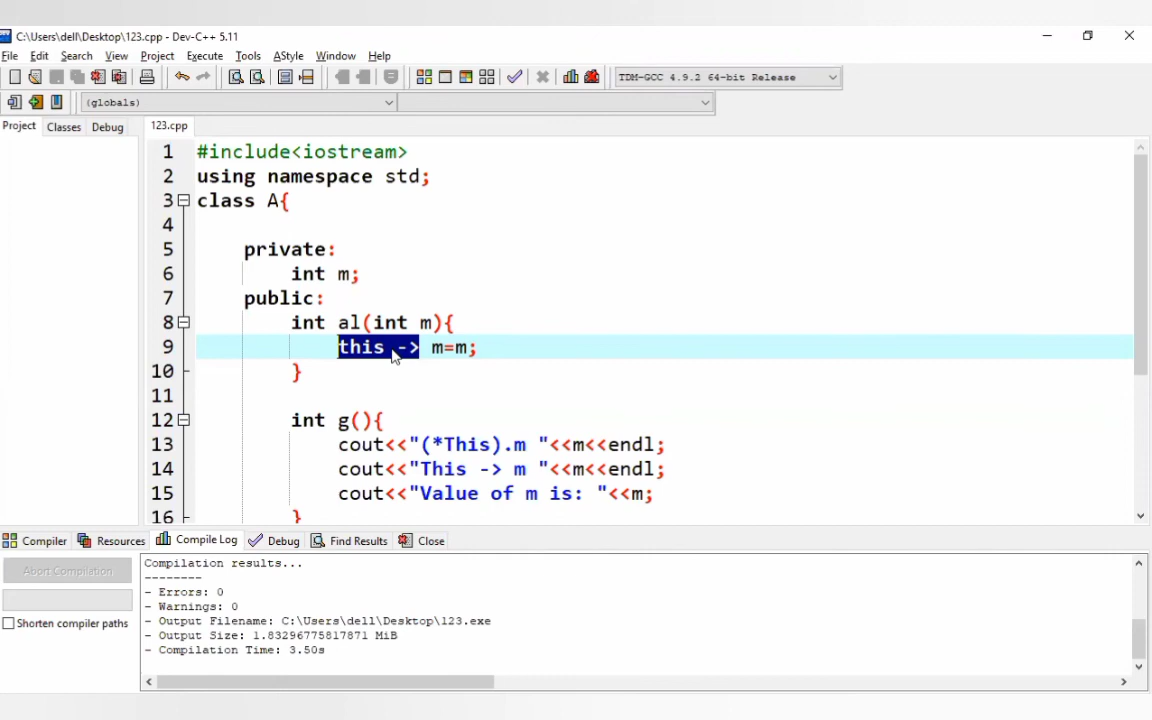 C:\Users\dell\Desktop\123.cpp - Dev-C++ 5.11
File Edit Search View Project Execute Tools AStyle Window Help
TDM-GCC 4.9.2 64-bit Release
(globals)
Project Classes Debug 123.cpp
1 #include<iostream>
2 using namespace std;
3 class A{
4
5 private:
6 int m;
7 public:
8 int al(int m){
9 this -> m=m;
10 }
11
12 int g(){
13 cout<<"(*This).m "<<m<<endl;
14 cout<<"This -> m "<<m<<endl;
15 cout<<"Value of m is: "<<m;
16 }
Compiler Resources Compile Log Debug Find Results Close
Abort Compilation
Shorten compiler paths
Compilation results...
--------
- Errors: 0
- Warnings: 0
- Output Filename: C:\Users\dell\Desktop\123.exe
- Output Size: 1.83296775817871 MiB
- Compilation Time: 3.50s